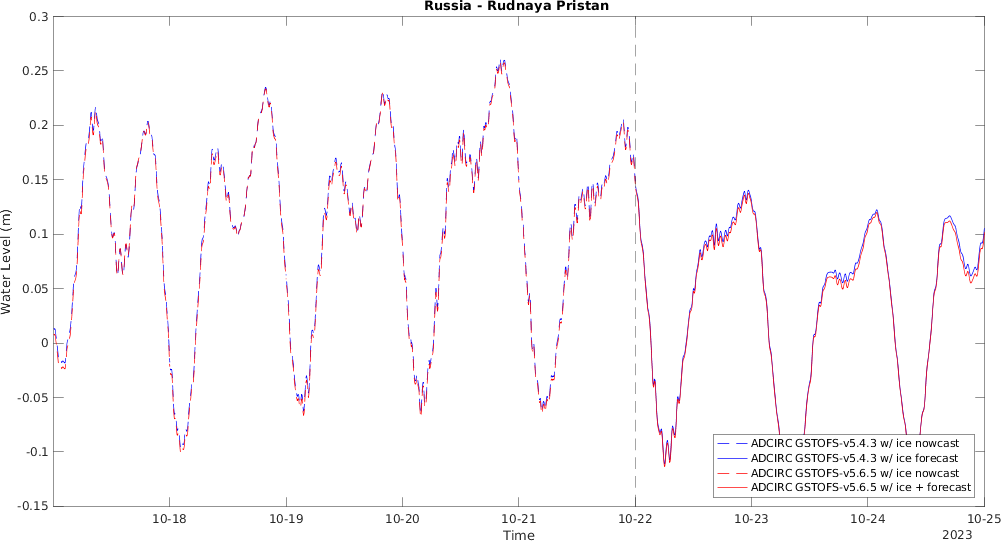 Russia - Rudnaya Pristan
0.3
0.25
0.2
0.15
0.1
0.05
0
-0.05
-0.1
-0.15
Water Level (m)
10-18 10-19 10-20 10-21 10-22 10-23 10-24 10-25
Time
2023
ADCIRC GSTOFS-v5.4.3 w/ ice nowcast
ADCIRC GSTOFS-v5.4.3 w/ ice forecast
ADCIRC GSTOFS-v5.6.5 w/ ice nowcast
ADCIRC GSTOFS-v5.6.5 w/ ice + forecast